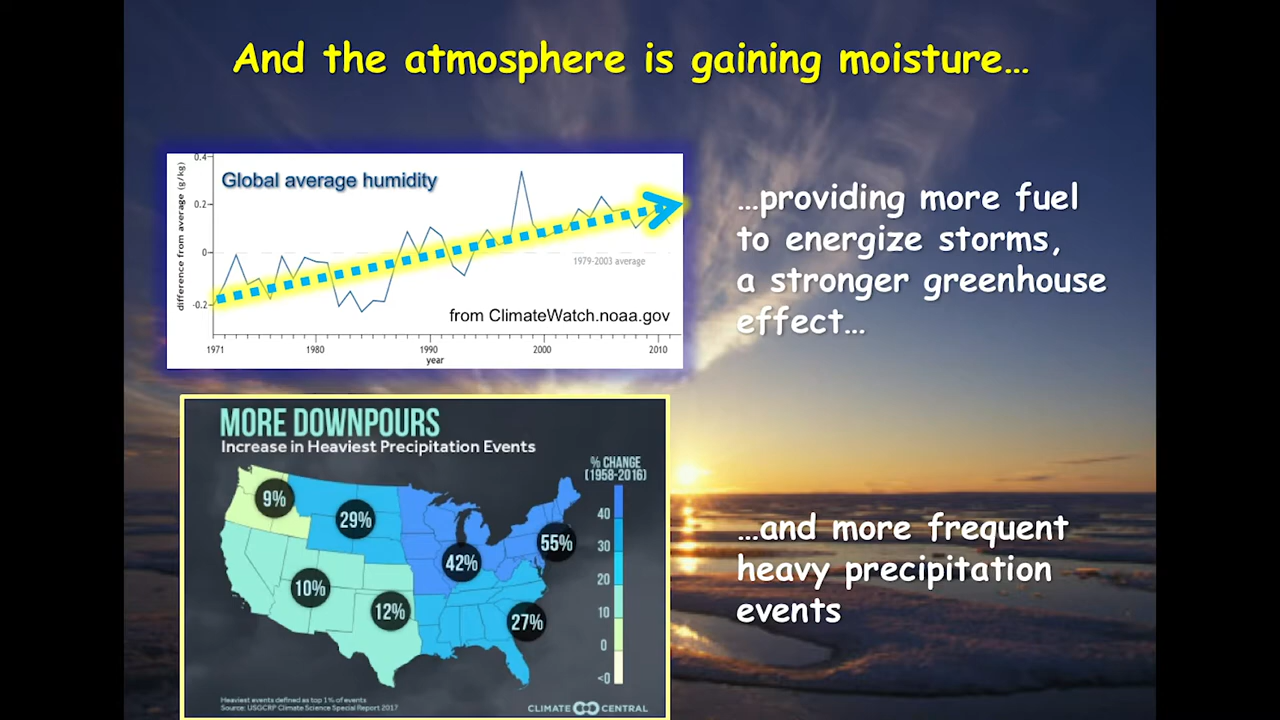 And the atmosphere is gaining moisture…
Global average humidity
difference from average (g/kg)
0.4
0.2
0
-0.2
1979-2003 average
from ClimateWatch.noaa.gov
1971
1980
1990
2000
2010
year
…providing more fuel
to energize storms,
a stronger greenhouse
effect…
MORE DOWNPOURS
Increase in Heaviest Precipitation Events
% CHANGE
(1958-2016)
9%
29%
42%
55%
10%
12%
27%
40
30
20
10
0
<0
Heaviest events defined as top 1% of events
Source: USGCRP Climate Science Special Report 2017
CLIMATE CENTRAL
…and more frequent
heavy precipitation
events